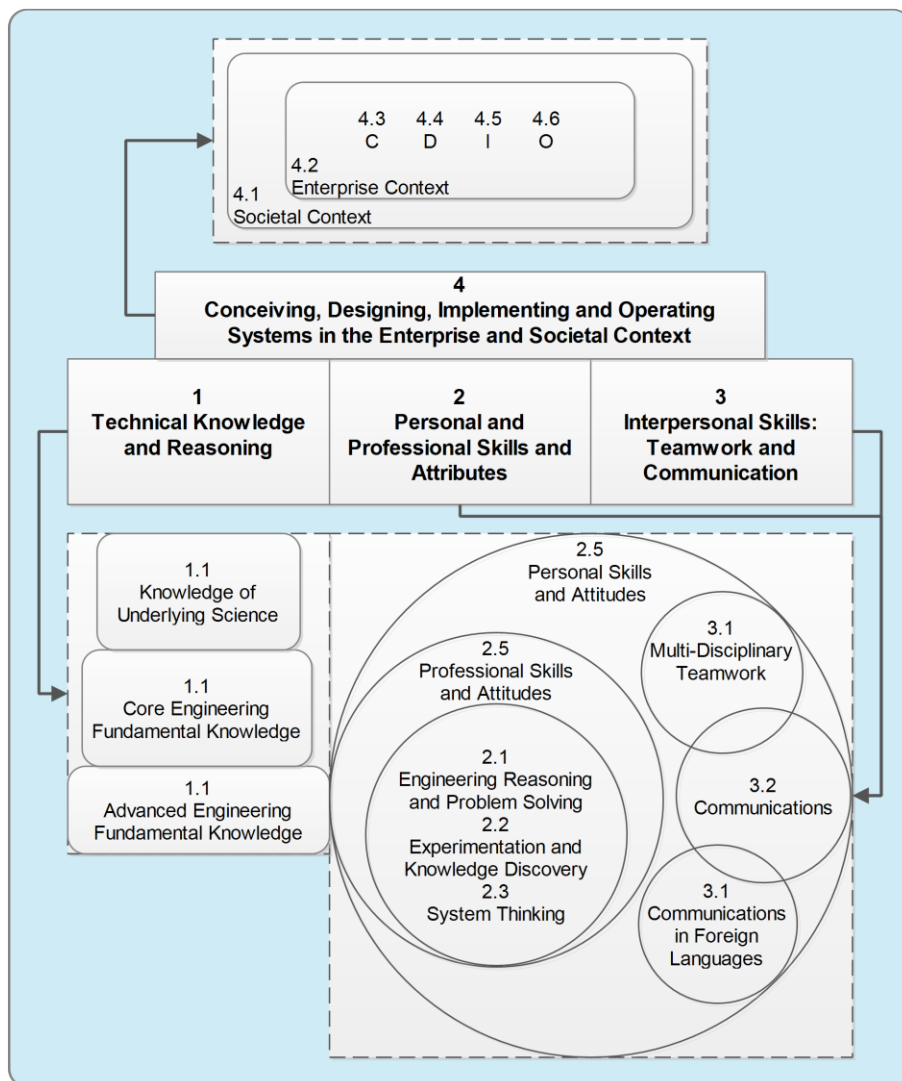 4.3 4.4 4.5 4.6
C D I O
4.2
Enterprise Context
4.1
Societal Context
4
Conceiving, Designing, Implementing and Operating
Systems in the Enterprise and Societal Context
1
Technical Knowledge
and Reasoning
2
Personal and
Professional Skills and
Attributes
3
Interpersonal Skills:
Teamwork and
Communication
1.1
Knowledge of
Underlying Science
1.1
Core Engineering
Fundamental Knowledge
1.1
Advanced Engineering
Fundamental Knowledge
2.5
Personal Skills
and Attitudes
2.5
Professional Skills
and Attitudes
2.1
Engineering Reasoning
and Problem Solving
2.2
Experimentation and
Knowledge Discovery
2.3
System Thinking
3.1
Multi-Disciplinary
Teamwork
3.2
Communications
3.1
Communications
in Foreign
Languages